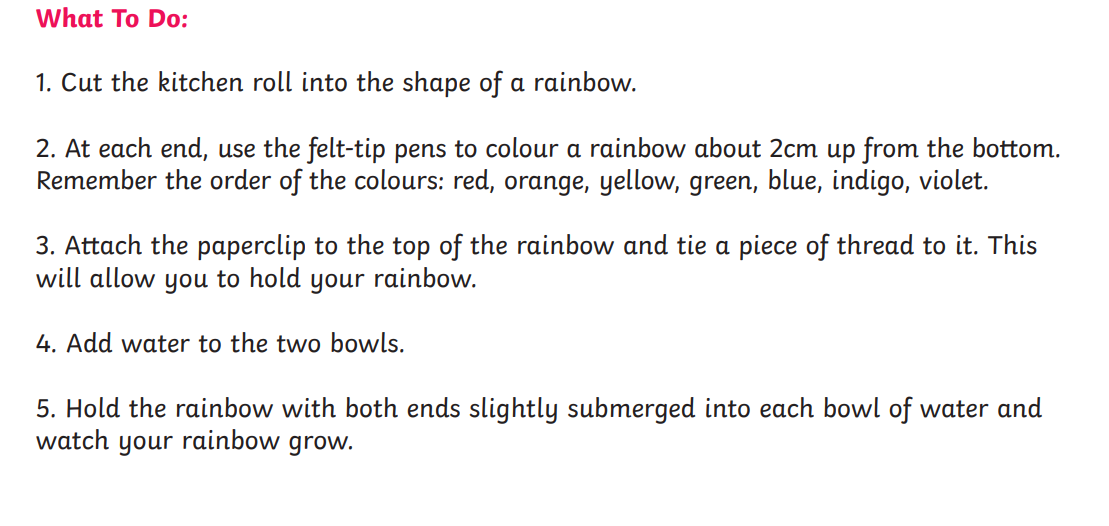 What To Do:
1. Cut the kitchen roll into the shape of a rainbow.
2. At each end, use the felt-tip pens to colour a rainbow about 2cm up from the bottom.
Remember the order of the colours: red, orange, yellow, green, blue, indigo, violet.
3. Attach the paperclip to the top of the rainbow and tie a piece of thread to it. This
will allow you to hold your rainbow.
4. Add water to the two bowls.
5. Hold the rainbow with both ends slightly submerged into each bowl of water and
watch your rainbow grow.